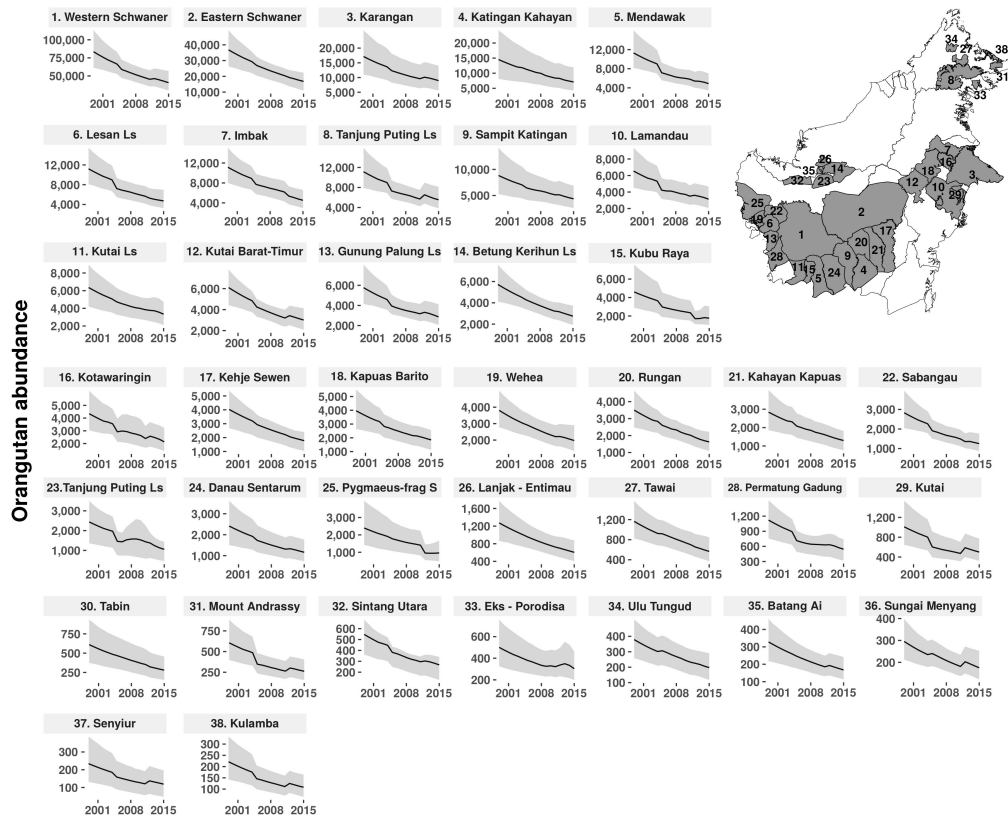 Orangutan abundance
1. Western Schwaner
100,000
75,000
50,000
2001 2008 2015
2. Eastern Schwaner
40,000
30,000
20,000
10,000
2001 2008 2015
3. Karangan
20,000
15,000
10,000
5,000
2001 2008 2015
4. Katingan Kahayan
20,000
15,000
10,000
5,000
2001 2008 2015
5. Mendawak
12,000
8,000
4,000
2001 2008 2015
6. Lesan Ls
12,000
8,000
4,000
2001 2008 2015
7. Imbak
12,000
8,000
4,000
2001 2008 2015
8. Tanjung Puting Ls
12,000
8,000
4,000
2001 2008 2015
9. Sampit Katingan
10,000
5,000
2001 2008 2015
10. Lamandau
8,000
6,000
4,000
2,000
2001 2008 2015
11. Kutai Ls
8,000
6,000
4,000
2,000
2001 2008 2015
12. Kutai Barat-Timur
6,000
4,000
2,000
2001 2008 2015
13. Gunung Palung Ls
6,000
4,000
2,000
2001 2008 2015
14. Betung Kerihun Ls
6,000
4,000
2,000
2001 2008 2015
15. Kubu Raya
6,000
4,000
2,000
2001 2008 2015
16. Kotawaringin
5,000
4,000
3,000
2,000
2001 2008 2015
17. Kehje Sewen
5,000
4,000
3,000
2,000
1,000
2001 2008 2015
18. Kapuas Barito
5,000
4,000
3,000
2,000
1,000
2001 2008 2015
19. Wehea
4,000
3,000
2,000
2001 2008 2015
20. Rungan
4,000
3,000
2,000
1,000
2001 2008 2015
21. Kahayan Kapuas
3,000
2,000
1,000
2001 2008 2015
22. Sabangau
3,000
2,000
1,000
2001 2008 2015
23.Tanjung Puting Ls
3,000
2,000
1,000
2001 2008 2015
24. Danau Sentarum
3,000
2,000
1,000
2001 2008 2015
25. Pygmaeus-frag S
3,000
2,000
1,000
2001 2008 2015
26. Lanjak - Entimau
1,600
1,200
800
400
2001 2008 2015
27. Tawai
1,200
800
400
2001 2008 2015
28. Permatung Gadung
1,200
900
600
300
2001 2008 2015
29. Kutai
1,200
800
400
2001 2008 2015
30. Tabin
750
500
250
2001 2008 2015
31. Mount Andrassy
750
500
250
2001 2008 2015
32. Sintang Utara
600
500
400
300
200
2001 2008 2015
33. Eks - Porodisa
600
400
200
2001 2008 2015
34. Ulu Tungud
400
300
200
100
2001 2008 2015
35. Batang Ai
400
300
200
100
2001 2008 2015
36. Sungai Menyang
400
300
200
2001 2008 2015
37. Senyiur
300
200
100
2001 2008 2015
38. Kulamba
300
250
200
150
100
2001 2008 2015
34
27
38
8
31
33
26
35
14
32
23
7
16
18
3
12
10
29
25
22
19
6
2
13
1
17
20
21
28
9
11
15
5
24
4